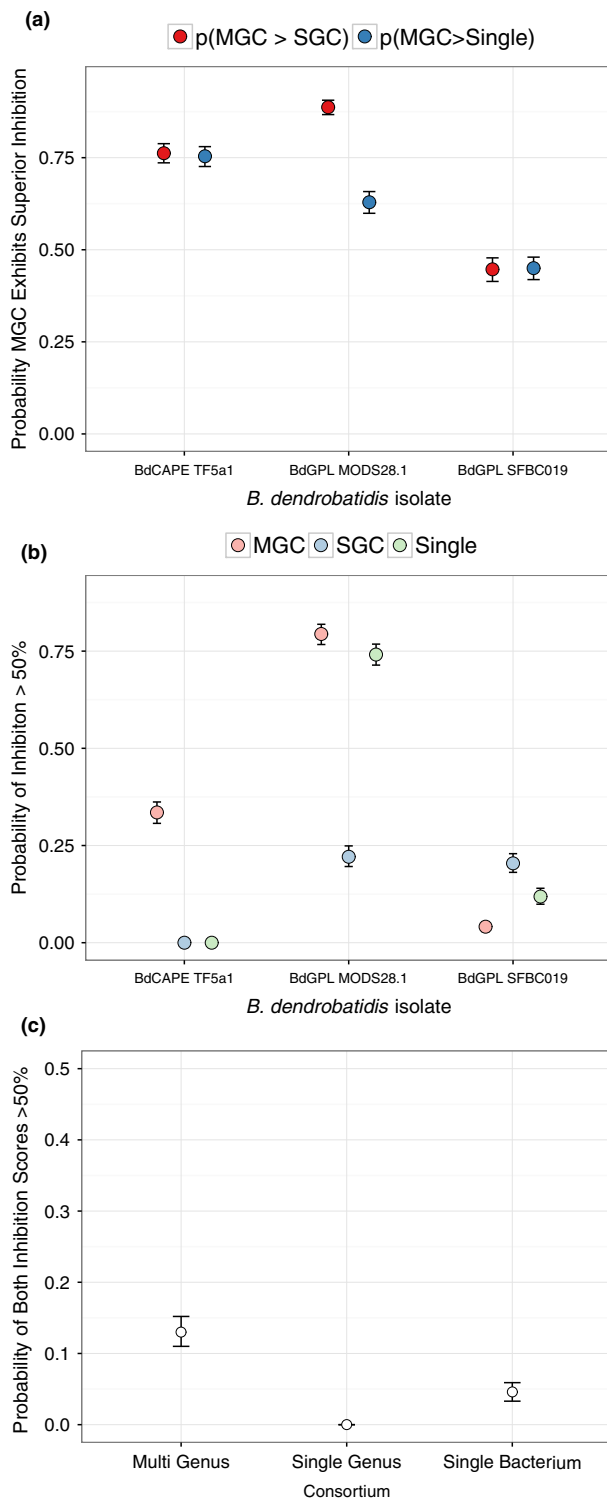 (a)
p(MGC > SGC) p(MGC>Single)
Probability MGC Exhibits Superior Inhibition
0.75
0.50
0.25
0.00
BdCAPE TF5a1 BdGPL MODS28.1 BdGPL SFBC019
B. dendrobatidis isolate
(b)
MGC SGC Single
Probability of Inhibiton > 50%
0.75
0.50
0.25
0.00
BdCAPE TF5a1 BdGPL MODS28.1 BdGPL SFBC019
B. dendrobatidis isolate
(c)
Probability of Both Inhibition Scores >50%
0.5
0.4
0.3
0.2
0.1
0.0
Multi Genus Single Genus Single Bacterium
Consortium